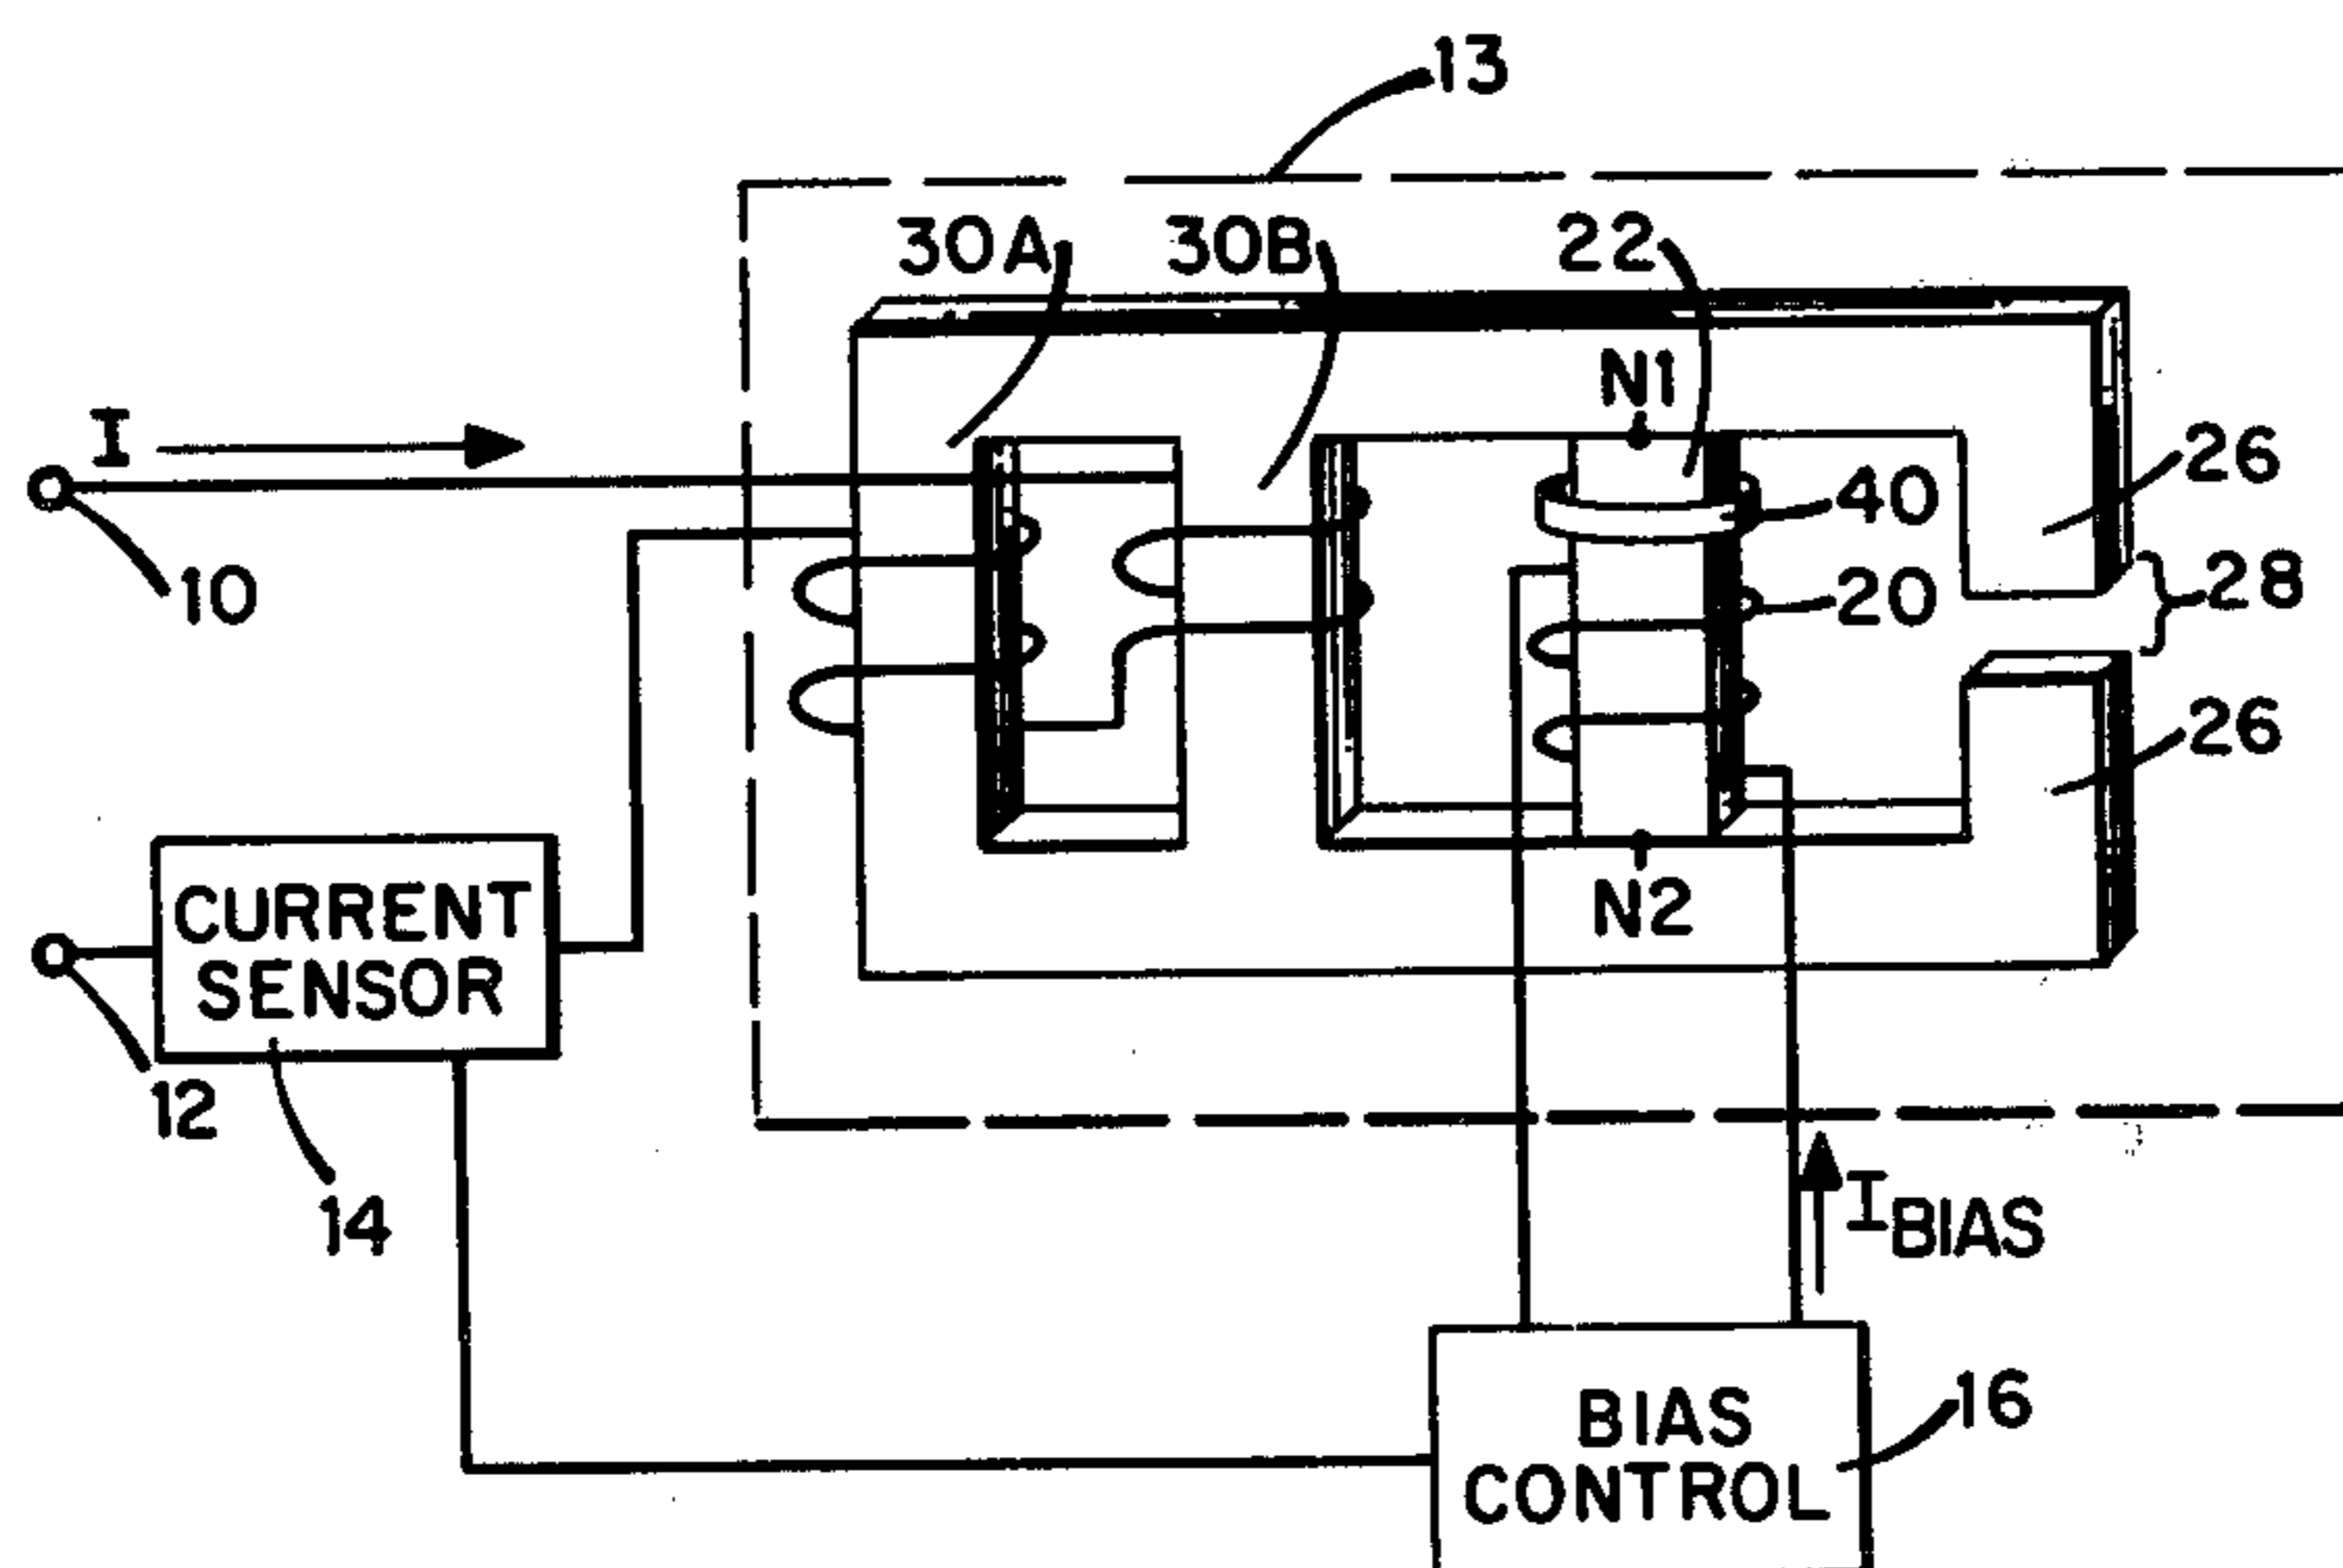 13
30A 30B 22
N1
I
26
40
28
10
20
26
CURRENT
SENSOR
N2
12
14
IBIAS
16
BIAS
CONTROL